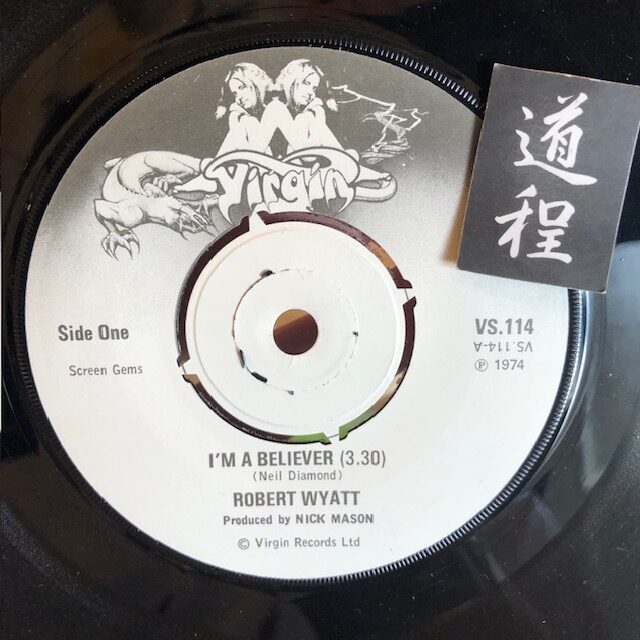 Virgin
道程
Side One
Screen Gems
VS.114
VS.114-A
℗ 1974
I'M A BELIEVER (3.30)
(Neil Diamond)
ROBERT WYATT
Produced by NICK MASON
© Virgin Records Ltd